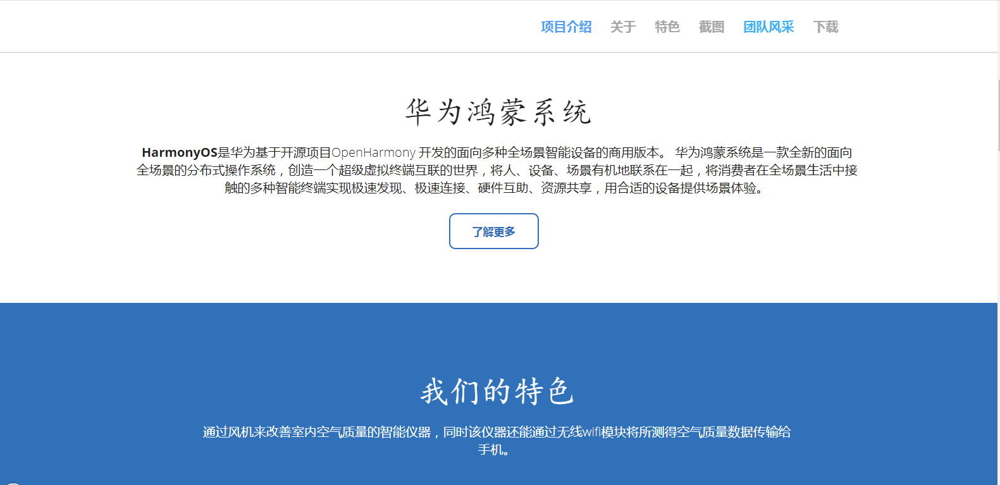 项目介绍 关于 特色 截图 团队风采 下载
华为鸿蒙系统
HarmonyOS是华为基于开源项目OpenHarmony 开发的面向多种全场景智能设备的商用版本。 华为鸿蒙系统是一款全新的面向
全场景的分布式操作系统，创造一个超级虚拟终端互联的世界，将人、设备、场景有机地联系在一起，将消费者在全场景生活中接
触的多种智能终端实现极速发现、极速连接、硬件互助、资源共享，用合适的设备提供场景体验。
了解更多
我们的特色
通过风机来改善室内空气质量的智能仪器，同时该仪器还能通过无线wifi模块将所测得空气质量数据传输给
手机。